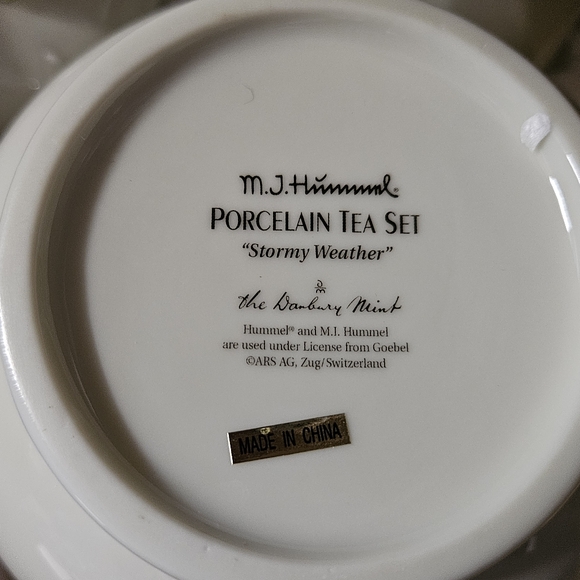 M.J.Hummel®
PORCELAIN TEA SET
“Stormy Weather”
DM
the Danbury Mint
Hummel® and M.I. Hummel
are used under License from Goebel
©ARS AG, Zug/Switzerland
MADE IN CHINA